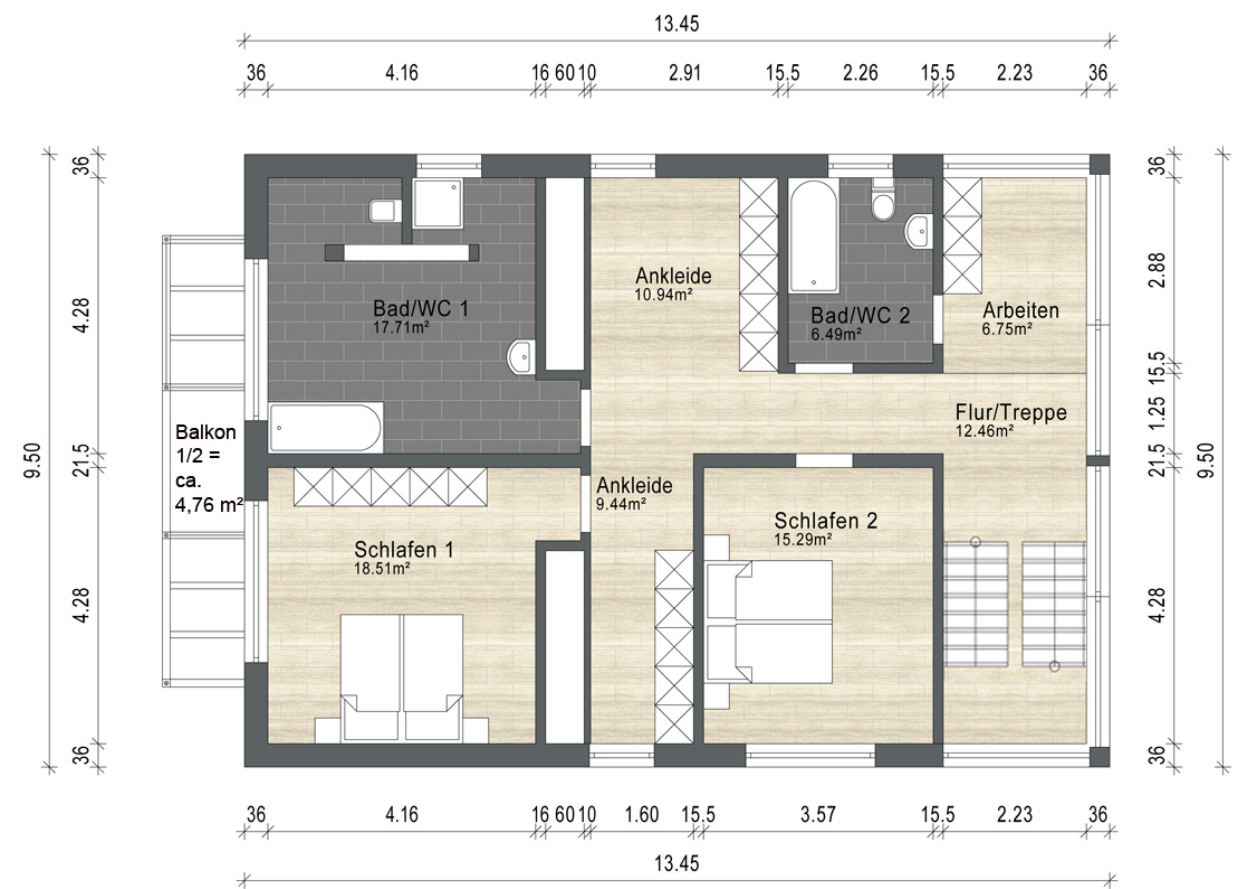 13.45
36 4.16 16 60 10 2.91 15.5 2.26 15.5 2.23 36
36
4.28
21.5
4.28
36
9.50
36
2.88
15.5
1.25
21.5
4.28
36
9.50
Ankleide
10.94m²
Bad/WC 1
17.71m²
Bad/WC 2
6.49m²
Arbeiten
6.75m²
Flur/Treppe
12.46m²
Balkon
1/2 =
ca.
4,76 m²
Ankleide
9.44m²
Schlafen 1
18.51m²
Schlafen 2
15.29m²
36 4.16 16 60 10 1.60 15.5 3.57 15.5 2.23 36
13.45